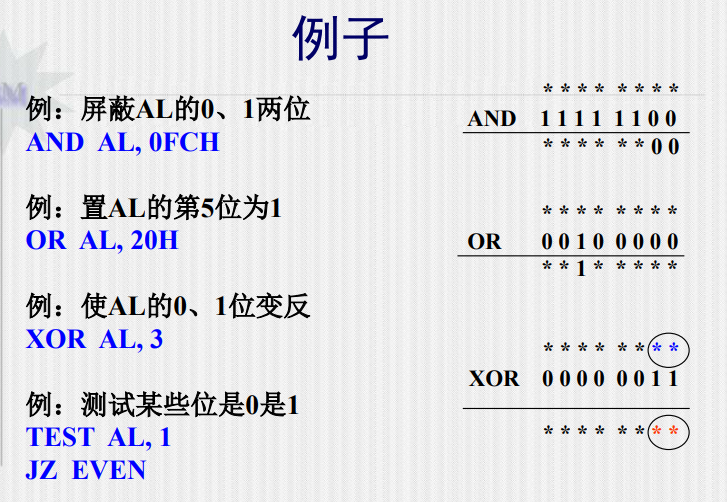 例子
例：屏蔽AL的0、1两位
AND AL, 0FCH
例：置AL的第5位为1
OR AL, 20H
例：使AL的0、1位变反
XOR AL, 3
例：测试某些位是0是1
TEST AL, 1
JZ EVEN
* * * * * * * *
AND 1 1 1 1 1 1 0 0
* * * * * * 0 0
* * * * * * * *
OR 0 0 1 0 0 0 0 0
* * 1 * * * * *
* * * * * * * *
XOR 0 0 0 0 0 0 1 1
* * * * * * * *